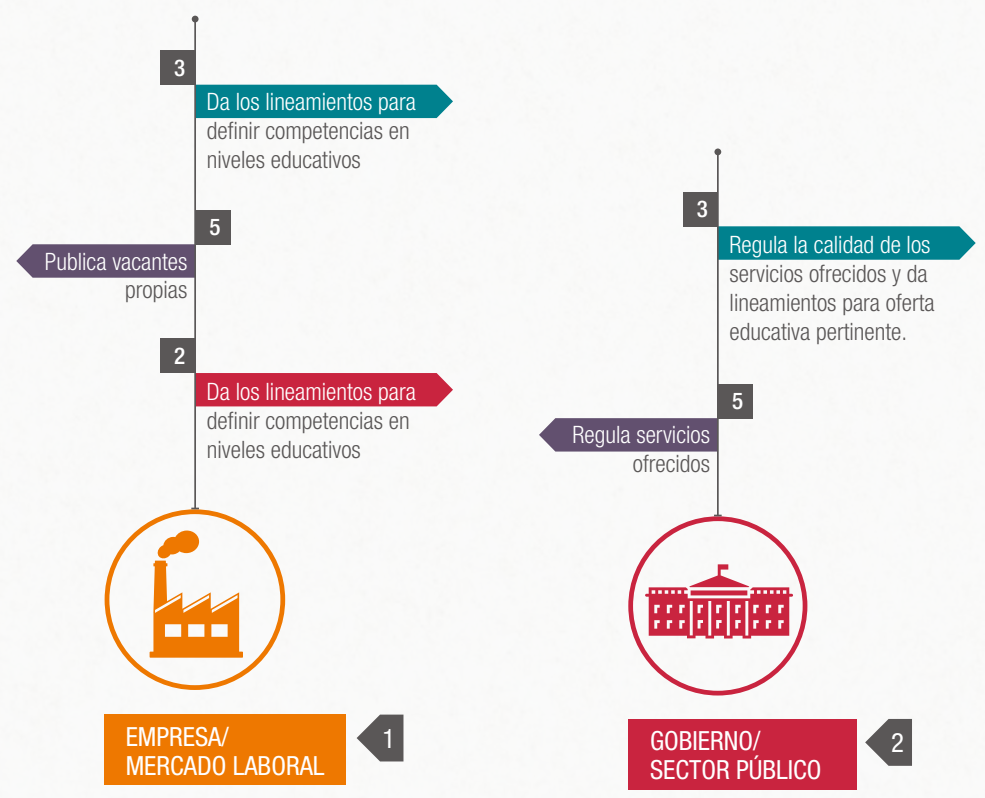 3
Da los lineamientos para
definir competencias en
niveles educativos
5
Publica vacantes
propias
2
Da los lineamientos para
definir competencias en
niveles educativos
EMPRESA/
MERCADO LABORAL
1
3
Regula la calidad de los
servicios ofrecidos y da
lineamientos para oferta
educativa pertinente.
5
Regula servicios
ofrecidos
GOBIERNO/
SECTOR PÚBLICO
2